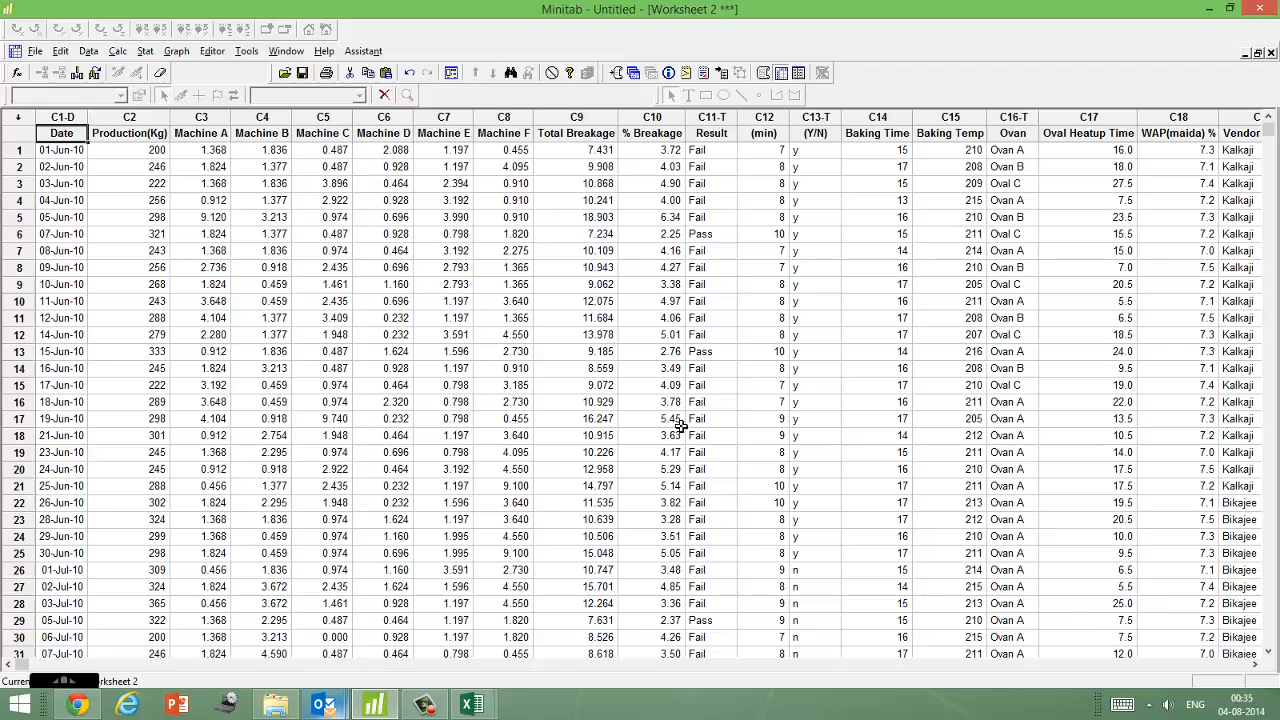 Minitab - Untitled - [Worksheet 2 ***]
File Edit Data Calc Stat Graph Editor Tools Window Help Assistant
C1-D C2 C3 C4 C5 C6 C7 C8 C9 C10 C11-T C12 C13-T C14 C15 C16-T C17 C18 C
Date Production(Kg) Machine A Machine B Machine C Machine D Machine E Machine F Total Breakage % Breakage Result (min) (Y/N) Baking Time Baking Temp Ovan Oval Heatup Time WAP(maida) % Vendor
1 01-Jun-10 200 1.368 1.836 0.487 2.088 1.197 0.455 7.431 3.72 Fail 7 y 15 210 Ovan A 16.0 7.3 Kalkaji
2 02-Jun-10 246 1.824 1.377 0.487 0.928 1.197 4.095 9.908 4.03 Fail 8 y 17 208 Ovan B 18.0 7.1 Kalkaji
3 03-Jun-10 222 1.368 1.836 3.896 0.464 2.394 0.910 10.868 4.90 Fail 8 y 15 209 Oval C 27.5 7.4 Kalkaji
4 04-Jun-10 256 0.912 1.377 2.922 0.928 3.192 0.910 10.241 4.00 Fail 8 y 13 215 Ovan A 7.5 7.2 Kalkaji
5 05-Jun-10 298 9.120 3.213 0.974 0.696 3.990 0.910 18.903 6.34 Fail 8 y 16 210 Ovan B 23.5 7.3 Kalkaji
6 07-Jun-10 321 1.824 1.377 0.487 0.928 0.798 1.820 7.234 2.25 Pass 10 y 15 211 Oval C 15.5 7.2 Kalkaji
7 08-Jun-10 243 1.368 1.836 0.974 0.464 3.192 2.275 10.109 4.16 Fail 7 y 14 214 Ovan A 15.0 7.0 Kalkaji
8 09-Jun-10 256 2.736 0.918 2.435 0.696 2.793 1.365 10.943 4.27 Fail 7 y 16 210 Ovan B 7.0 7.5 Kalkaji
9 10-Jun-10 268 1.824 0.459 1.461 1.160 2.793 1.365 9.062 3.38 Fail 8 y 17 205 Oval C 20.5 7.2 Kalkaji
10 11-Jun-10 243 3.648 0.459 2.435 0.696 1.197 3.640 12.075 4.97 Fail 8 y 16 211 Ovan A 5.5 7.1 Kalkaji
11 12-Jun-10 288 4.104 1.377 3.409 0.232 1.197 1.365 11.684 4.06 Fail 8 y 17 208 Ovan B 6.5 7.5 Kalkaji
12 14-Jun-10 279 2.280 1.377 1.948 0.232 3.591 4.550 13.978 5.01 Fail 8 y 17 207 Oval C 18.5 7.3 Kalkaji
13 15-Jun-10 333 0.912 1.836 0.487 1.624 1.596 2.730 9.185 2.76 Pass 10 y 14 216 Ovan A 24.0 7.3 Kalkaji
14 16-Jun-10 245 1.824 3.213 0.487 0.928 1.197 0.910 8.559 3.49 Fail 8 y 16 208 Ovan B 9.5 7.1 Kalkaji
15 17-Jun-10 222 3.192 0.459 0.974 0.464 0.798 3.185 9.072 4.09 Fail 7 y 17 210 Oval C 19.0 7.4 Kalkaji
16 18-Jun-10 289 3.648 0.459 0.974 2.320 0.798 2.730 10.929 3.78 Fail 7 y 16 211 Ovan A 22.0 7.2 Kalkaji
17 19-Jun-10 298 4.104 0.918 9.740 0.232 0.798 0.455 16.247 5.45 Fail 9 y 17 205 Ovan A 13.5 7.3 Kalkaji
18 21-Jun-10 301 0.912 2.754 1.948 0.464 1.197 3.640 10.915 3.63 Fail 9 y 14 212 Ovan A 10.5 7.2 Kalkaji
19 23-Jun-10 245 1.368 2.295 0.974 0.696 0.798 4.095 10.226 4.17 Fail 8 y 15 211 Ovan A 14.0 7.0 Kalkaji
20 24-Jun-10 245 0.912 0.918 2.922 0.464 3.192 4.550 12.958 5.29 Fail 8 y 16 210 Ovan A 17.5 7.5 Kalkaji
21 25-Jun-10 288 0.456 1.377 2.435 0.232 1.197 9.100 14.797 5.14 Fail 10 y 17 211 Ovan A 17.5 7.2 Kalkaji
22 26-Jun-10 302 1.824 2.295 1.948 0.232 1.596 3.640 11.535 3.82 Fail 10 y 17 213 Ovan A 19.5 7.1 Bikajee
23 28-Jun-10 324 1.368 1.836 0.974 1.624 1.197 3.640 10.639 3.28 Fail 8 y 17 212 Ovan A 20.5 7.5 Bikajee
24 29-Jun-10 299 1.368 0.459 0.974 1.160 1.995 4.550 10.506 3.51 Fail 8 y 16 210 Ovan A 10.0 7.3 Bikajee
25 30-Jun-10 298 1.824 0.459 0.974 0.696 1.995 9.100 15.048 5.05 Fail 8 y 17 211 Ovan A 9.5 7.3 Bikajee
26 01-Jul-10 309 0.456 1.836 0.974 1.160 3.591 2.730 10.747 3.48 Fail 9 n 15 214 Ovan A 6.5 7.1 Bikajee
27 02-Jul-10 324 1.824 3.672 2.435 1.624 1.596 4.550 15.701 4.85 Fail 8 n 14 215 Ovan A 5.5 7.4 Bikajee
28 03-Jul-10 365 0.456 3.672 1.461 0.928 1.197 4.550 12.264 3.36 Fail 9 n 15 213 Ovan A 25.0 7.2 Bikajee
29 05-Jul-10 322 1.368 2.295 0.487 0.464 1.197 1.820 7.631 2.37 Pass 9 n 15 210 Ovan A 7.5 7.3 Bikajee
30 06-Jul-10 200 1.368 3.213 0.000 0.928 1.197 1.820 8.526 4.26 Fail 7 n 16 215 Ovan A 7.5 7.2 Bikajee
31 07-Jul-10 246 1.824 4.590 0.487 0.464 0.798 0.455 8.618 3.50 Fail 8 n 17 211 Ovan A 12.0 7.0 Bikajee
Curren rksheet 2
ENG 00:35
04-08-2014